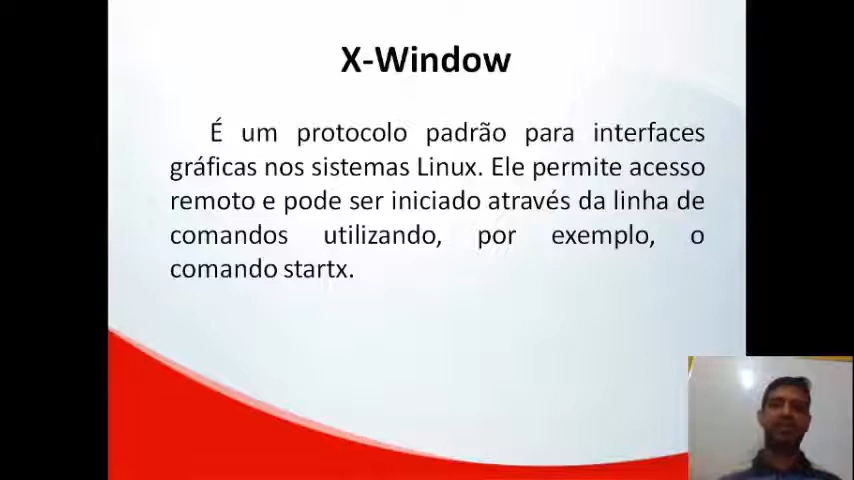 X-Window
É um protocolo padrão para interfaces
gráficas nos sistemas Linux. Ele permite acesso
remoto e pode ser iniciado através da linha de
comandos utilizando, por exemplo, o
comando startx.